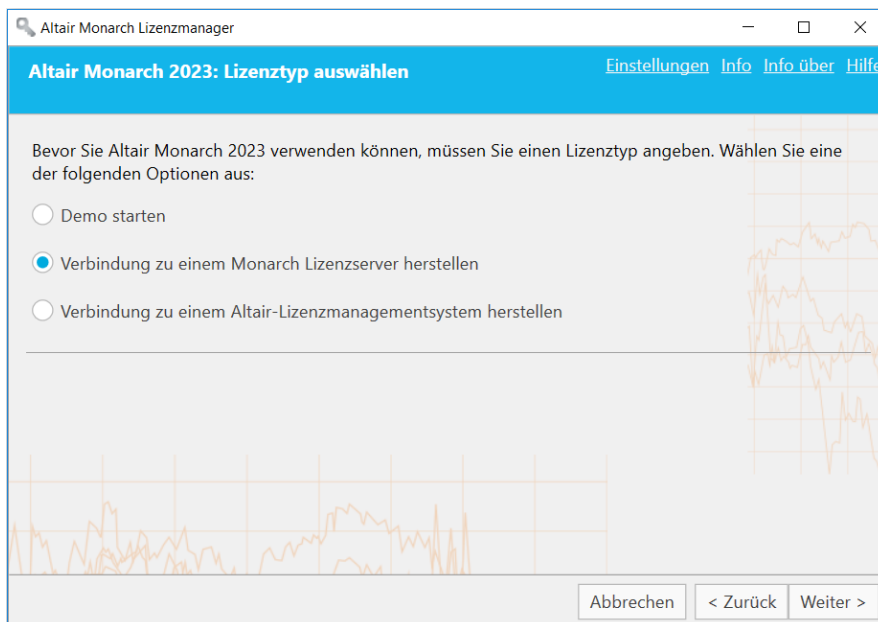 Altair Monarch Lizenzmanager
Altair Monarch 2023: Lizenztyp auswählen
Einstellungen Info Info über Hilfe
Bevor Sie Altair Monarch 2023 verwenden können, müssen Sie einen Lizenztyp angeben. Wählen Sie eine
der folgenden Optionen aus:
Demo starten
Verbindung zu einem Monarch Lizenzserver herstellen
Verbindung zu einem Altair-Lizenzmanagementsystem herstellen
Abbrechen < Zurück Weiter >